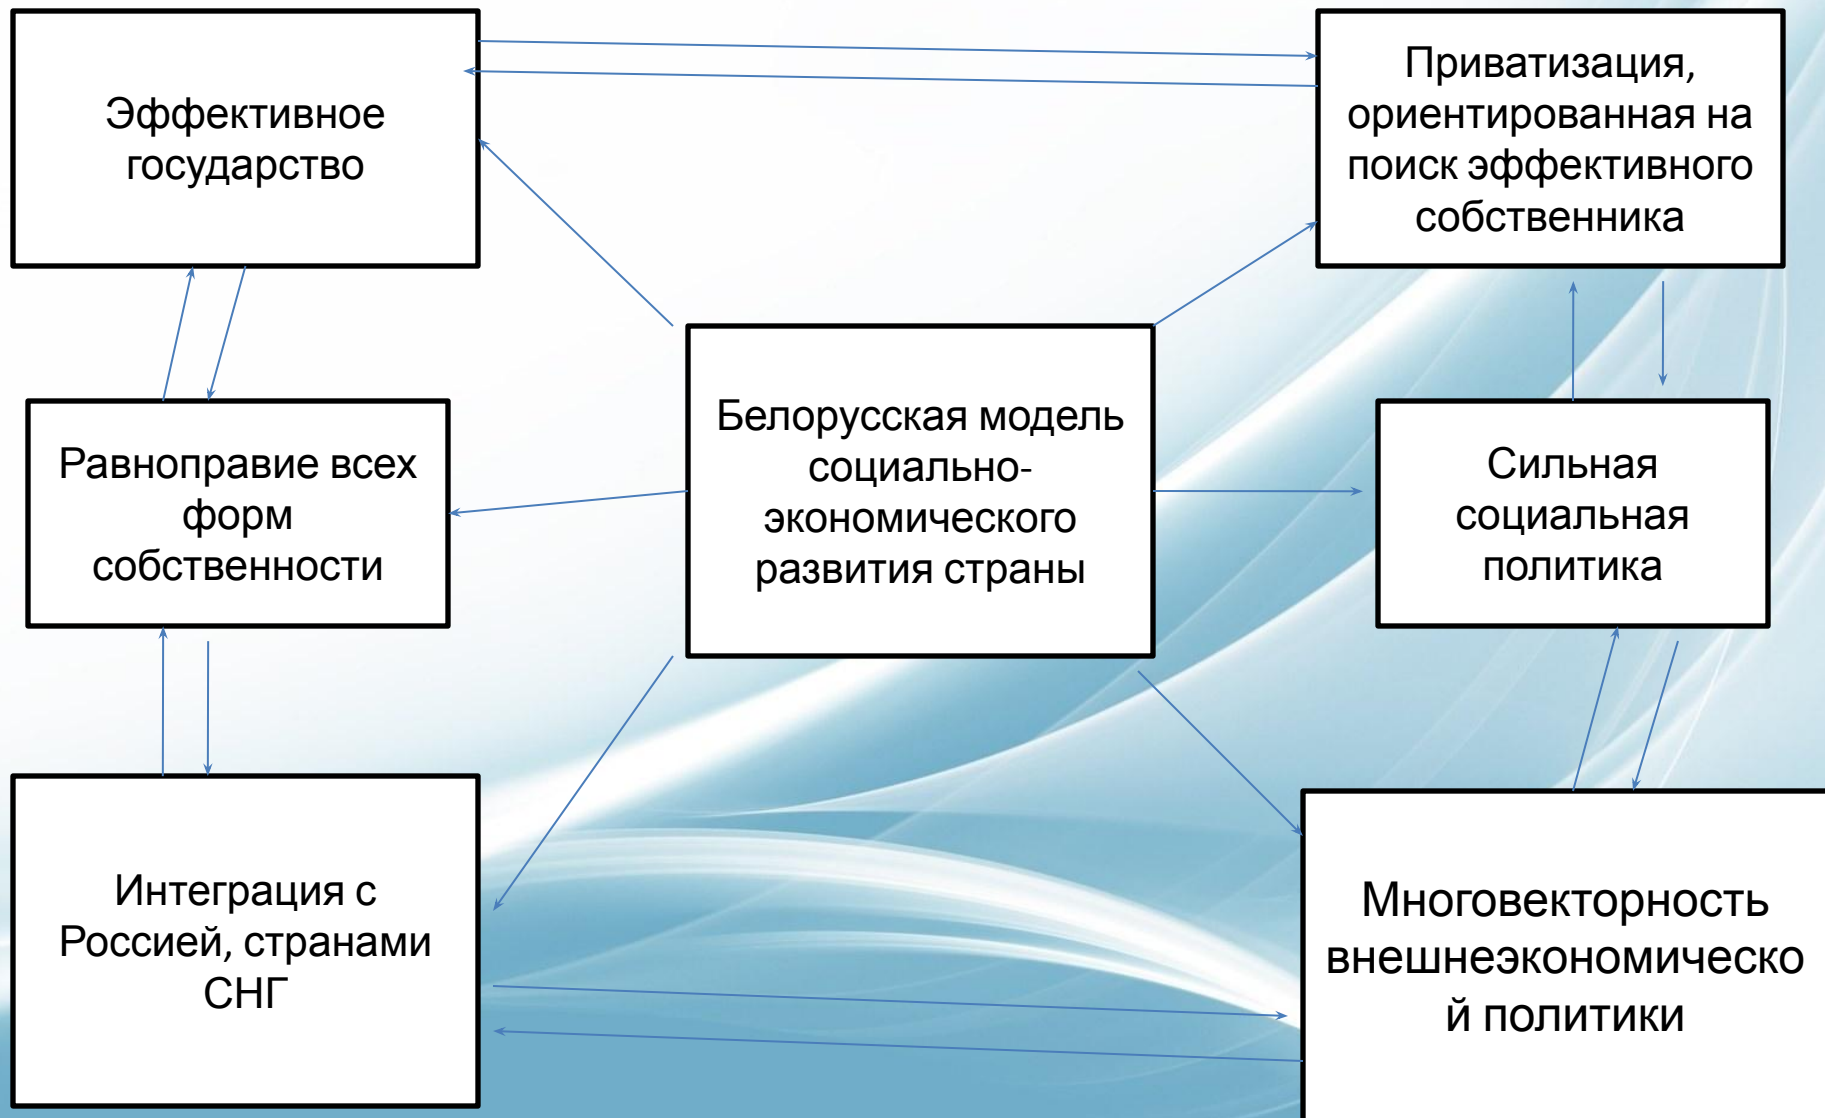 Эффективное
государство
Приватизация,
ориентированная на
поиск эффективного
собственника
Равноправие всех
форм
собственности
Белорусская модель
социально-
экономического
развития страны
Сильная
социальная
политика
Интеграция с
Россией, странами
СНГ
Многовекторность
внешнеэкономическо
й политики